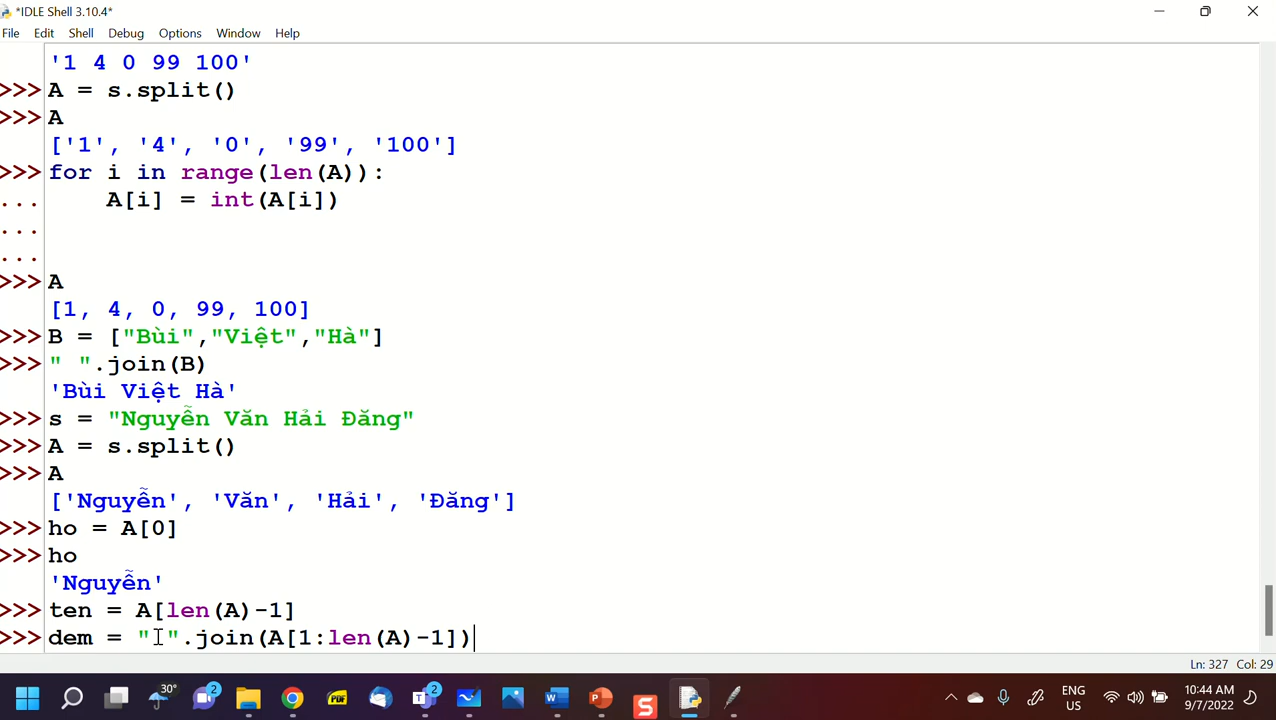 *IDLE Shell 3.10.4*
File Edit Shell Debug Options Window Help
'1 4 0 99 100'
>>> A = s.split()
>>> A
['1', '4', '0', '99', '100']
>>> for i in range(len(A)):
... A[i] = int(A[i])
...
...
>>> A
[1, 4, 0, 99, 100]
>>> B = ["Bùi","Việt","Hà"]
>>> " ".join(B)
'Bùi Việt Hà'
>>> s = "Nguyễn Văn Hải Đăng"
>>> A = s.split()
>>> A
['Nguyễn', 'Văn', 'Hải', 'Đăng']
>>> ho = A[0]
>>> ho
'Nguyễn'
>>> ten = A[len(A)-1]
>>> dem = " ".join(A[1:len(A)-1])
Ln: 327 Col: 29
30° 2 PDF 2 W P S ENG US 10:44 AM 9/7/2022